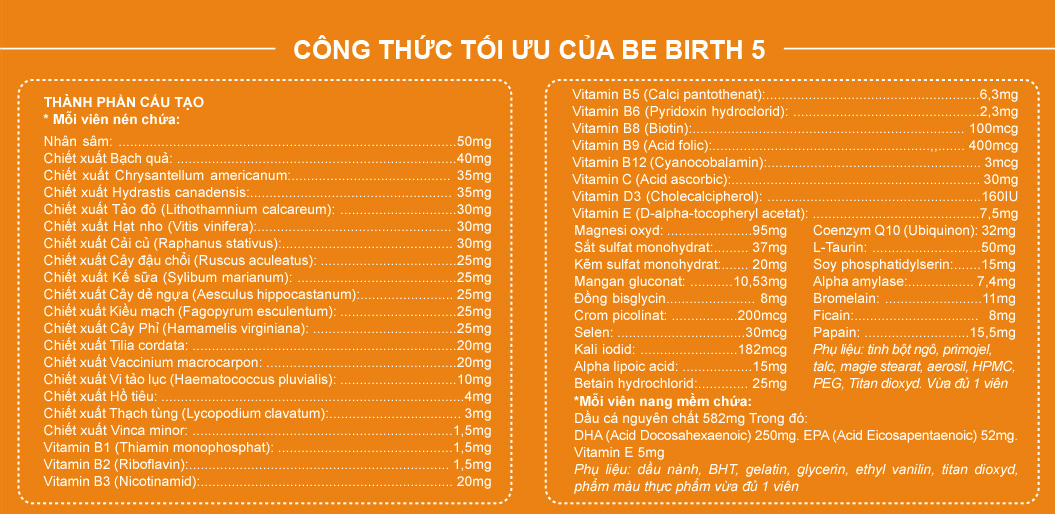 CÔNG THỨC TỐI ƯU CỦA BE BIRTH 5
THÀNH PHẦN CẤU TẠO
* Mỗi viên nén chứa:
Nhân sâm: 50mg
Chiết xuất Bạch quả: 40mg
Chiết xuất Chrysantellum americanum: 35mg
Chiết xuất Hydrastis canadensis: 35mg
Chiết xuất Tảo đỏ (Lithothamnium calcareum): 30mg
Chiết xuất Hạt nho (Vitis vinifera): 30mg
Chiết xuất Cải củ (Raphanus stativus): 30mg
Chiết xuất Cây đậu chổi (Ruscus aculeatus): 25mg
Chiết xuất Kế sữa (Sylibum marianum): 25mg
Chiết xuất Cây dẻ ngựa (Aesculus hippocastanum): 25mg
Chiết xuất Kiều mạch (Fagopyrum esculentum): 25mg
Chiết xuất Cây Phỉ (Hamamelis virginiana): 25mg
Chiết xuất Tilia cordata: 20mg
Chiết xuất Vaccinium macrocarpon: 20mg
Chiết xuất Vi tảo lục (Haematococcus pluvialis): 10mg
Chiết xuất Hồ tiêu: 4mg
Chiết xuất Thạch tùng (Lycopodium clavatum): 3mg
Chiết xuất Vinca minor: 1,5mg
Vitamin B1 (Thiamin monophosphat): 1,5mg
Vitamin B2 (Riboflavin): 1,5mg
Vitamin B3 (Nicotinamid): 20mg
Vitamin B5 (Calci pantothenat): 6,3mg
Vitamin B6 (Pyridoxin hydroclorid): 2,3mg
Vitamin B8 (Biotin): 100mcg
Vitamin B9 (Acid folic): 400mcg
Vitamin B12 (Cyanocobalamin): 3mcg
Vitamin C (Acid ascorbic): 30mg
Vitamin D3 (Cholecalcipherol): 160IU
Vitamin E (D-alpha-tocopheryl acetat): 7,5mg
Magnesi oxyd: 95mg
Sắt sulfat monohydrat: 37mg
Kẽm sulfat monohydrat: 20mg
Mangan gluconat: 10,53mg
Đồng bisglycin 8mg
Crom picolinat: 200mcg
Selen: 30mcg
Kali iodid: 182mcg
Alpha lipoic acid: 15mg
Betain hydrochlorid: 25mg
Coenzym Q10 (Ubiquinon): 32mg
L-Taurin: 50mg
Soy phosphatidylserin: 15mg
Alpha amylase: 7,4mg
Bromelain: 11mg
Ficain: 8mg
Papain: 15,5mg
Phụ liệu: tinh bột ngô, primojel,
talc, magie stearat, aerosil, HPMC,
PEG, Titan dioxyd. Vừa đủ 1 viên
*Mỗi viên nang mềm chứa:
Dầu cá nguyên chất 582mg Trong đó:
DHA (Acid Docosahexaenoic) 250mg. EPA (Acid Eicosapentaenoic) 52mg.
Vitamin E 5mg
Phụ liệu: dầu nành, BHT, gelatin, glycerin, ethyl vanilin, titan dioxyd,
phẩm màu thực phẩm vừa đủ 1 viên